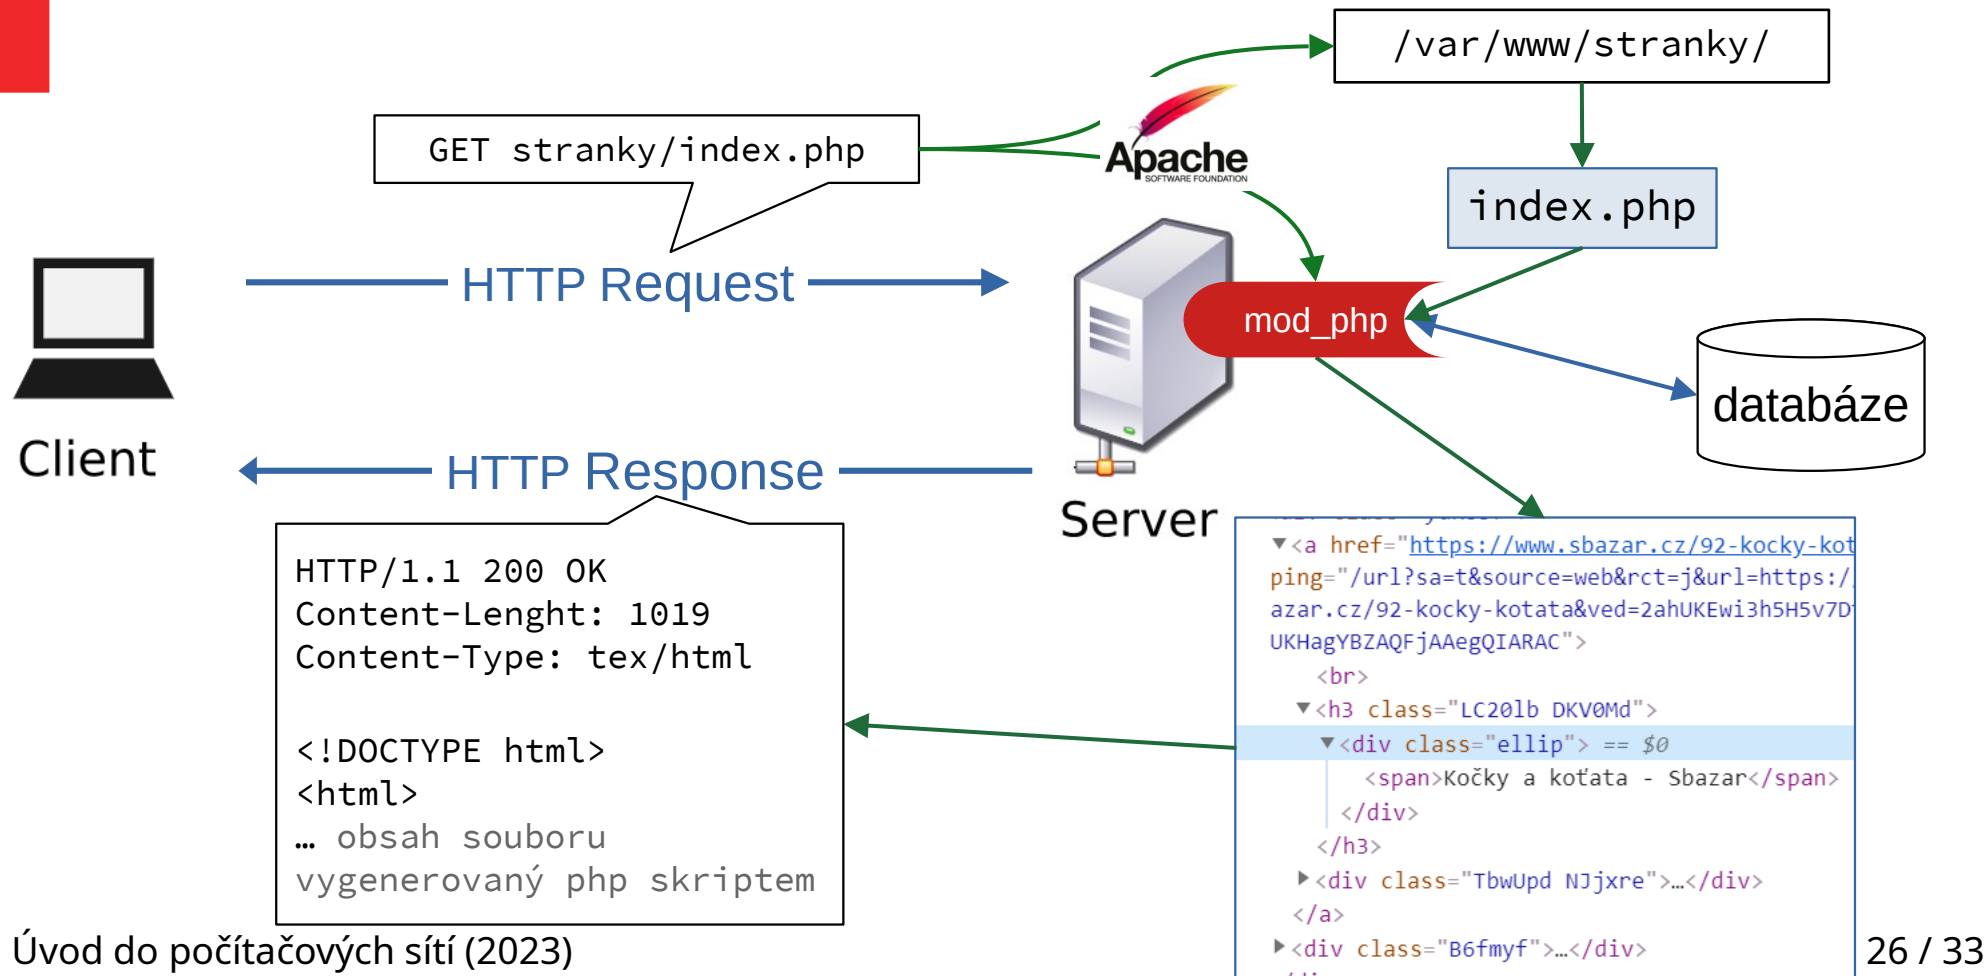 /var/www/stranky/
GET stranky/index.php
Apache
SOFTWARE FOUNDATION
index.php
HTTP Request
mod_php
databáze
Client
HTTP Response
Server
HTTP/1.1 200 OK
Content-Lenght: 1019
Content-Type: tex/html
<!DOCTYPE html>
<html>
… obsah souboru
vygenerovaný php skriptem
<a href="https://www.sbazar.cz/92-kocky-kot
ping="/url?sa=t&source=web&rct=j&url=https:/
azar.cz/92-kocky-kotata&ved=2ahUKEwi3h5H5v7D
UKHagYBZAQFjAAegQIARAC">
<br>
<h3 class="LC20lb DKV0Md">
<div class="ellip"> == $0
<span>Kočky a koťata - Sbazar</span>
</div>
</h3>
<div class="TbwUpd NJjxre">…</div>
</a>
<div class="B6fmyf">…</div>
Úvod do počítačových sítí (2023)
26 / 33